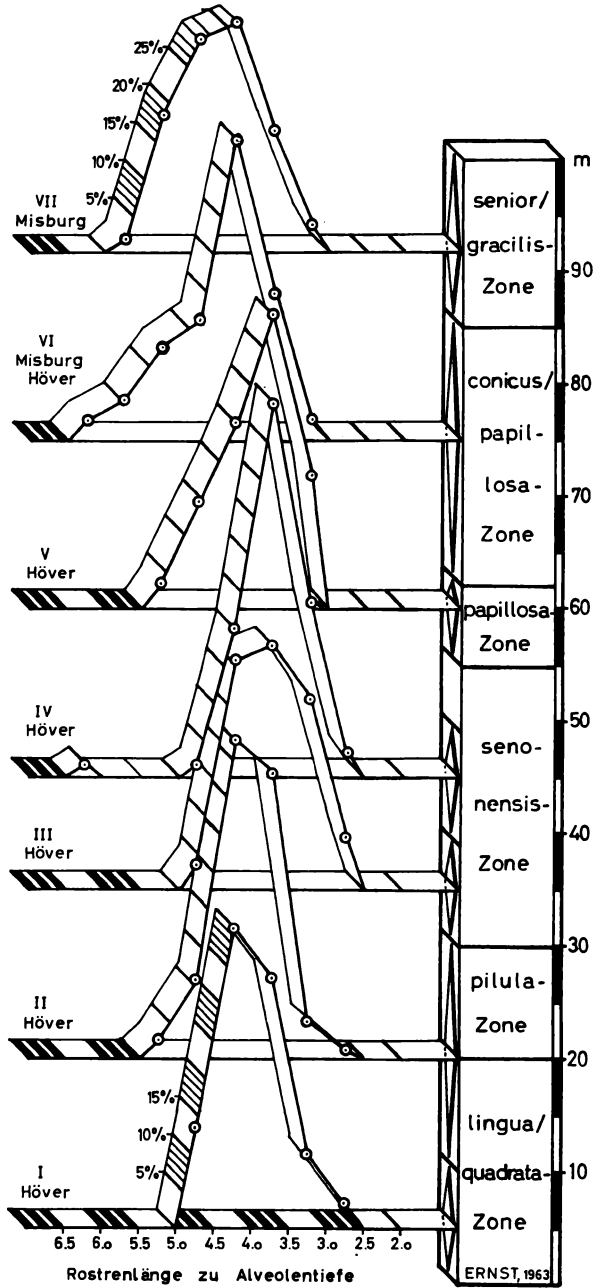 25%
20%
15%
10%
5%
VII
Misburg
VI
Misburg
Höver
V
Höver
IV
Höver
III
Höver
II
Höver
15%
10%
5%
I
Höver
6.5 6.0 5.5 5.0 4.5 4.0 3.5 3.0 2.5 2.0
Rostrenlänge zu Alveolentiefe
m
90
80
70
60
50
40
30
20
10
senior/
gracilis-
Zone
conicus/
papil-
losa-
Zone
papillosa-
Zone
seno-
nensis-
Zone
pilula-
Zone
lingua/
quadrata-
Zone
ERNST, 1963